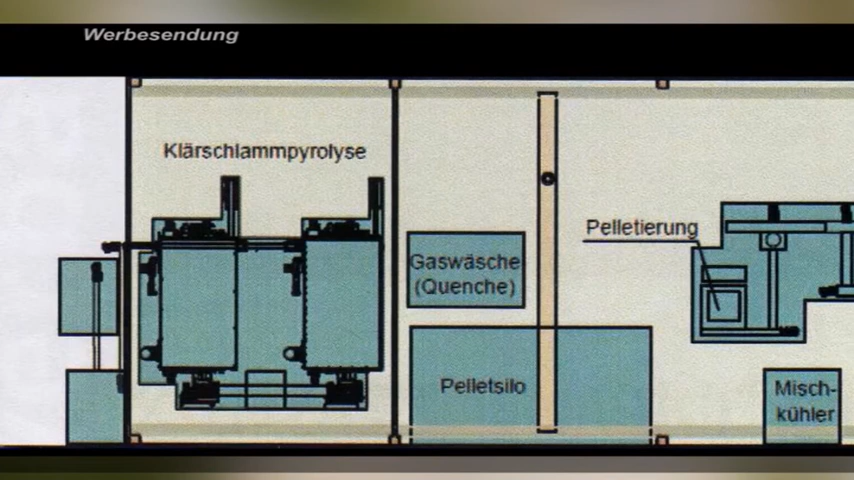 Werbesendung
Klärschlammpyrolyse
Pelletierung
Gaswäsche
(Quenche)
Pelletsilo
Misch-
kühler